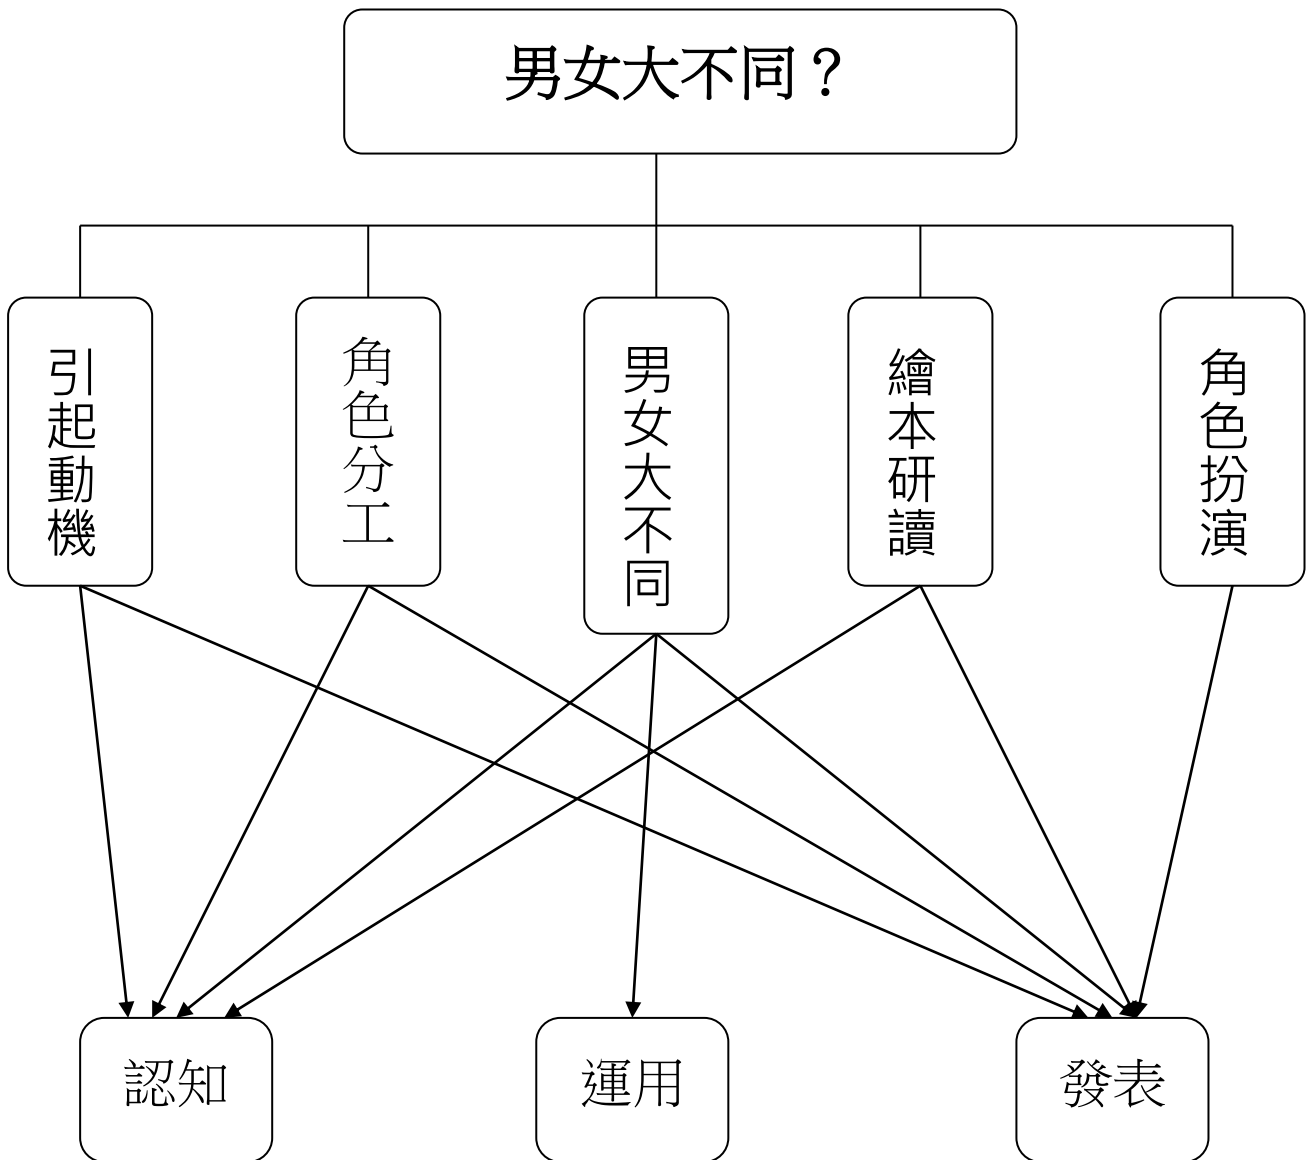 男女大不同？
引起動機
角色分工
男女大不同
繪本研讀
角色扮演
認知
運用
發表